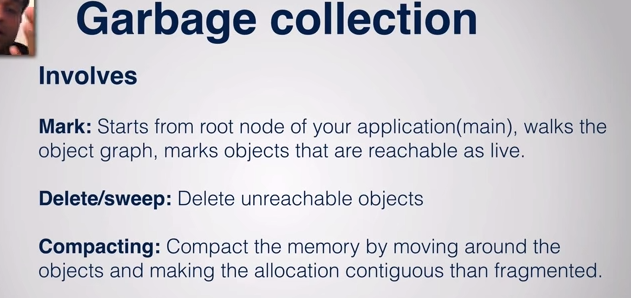 Garbage collection
Involves
Mark: Starts from root node of your application(main), walks the
object graph, marks objects that are reachable as live.
Delete/sweep: Delete unreachable objects
Compacting: Compact the memory by moving around the
objects and making the allocation contiguous than fragmented.